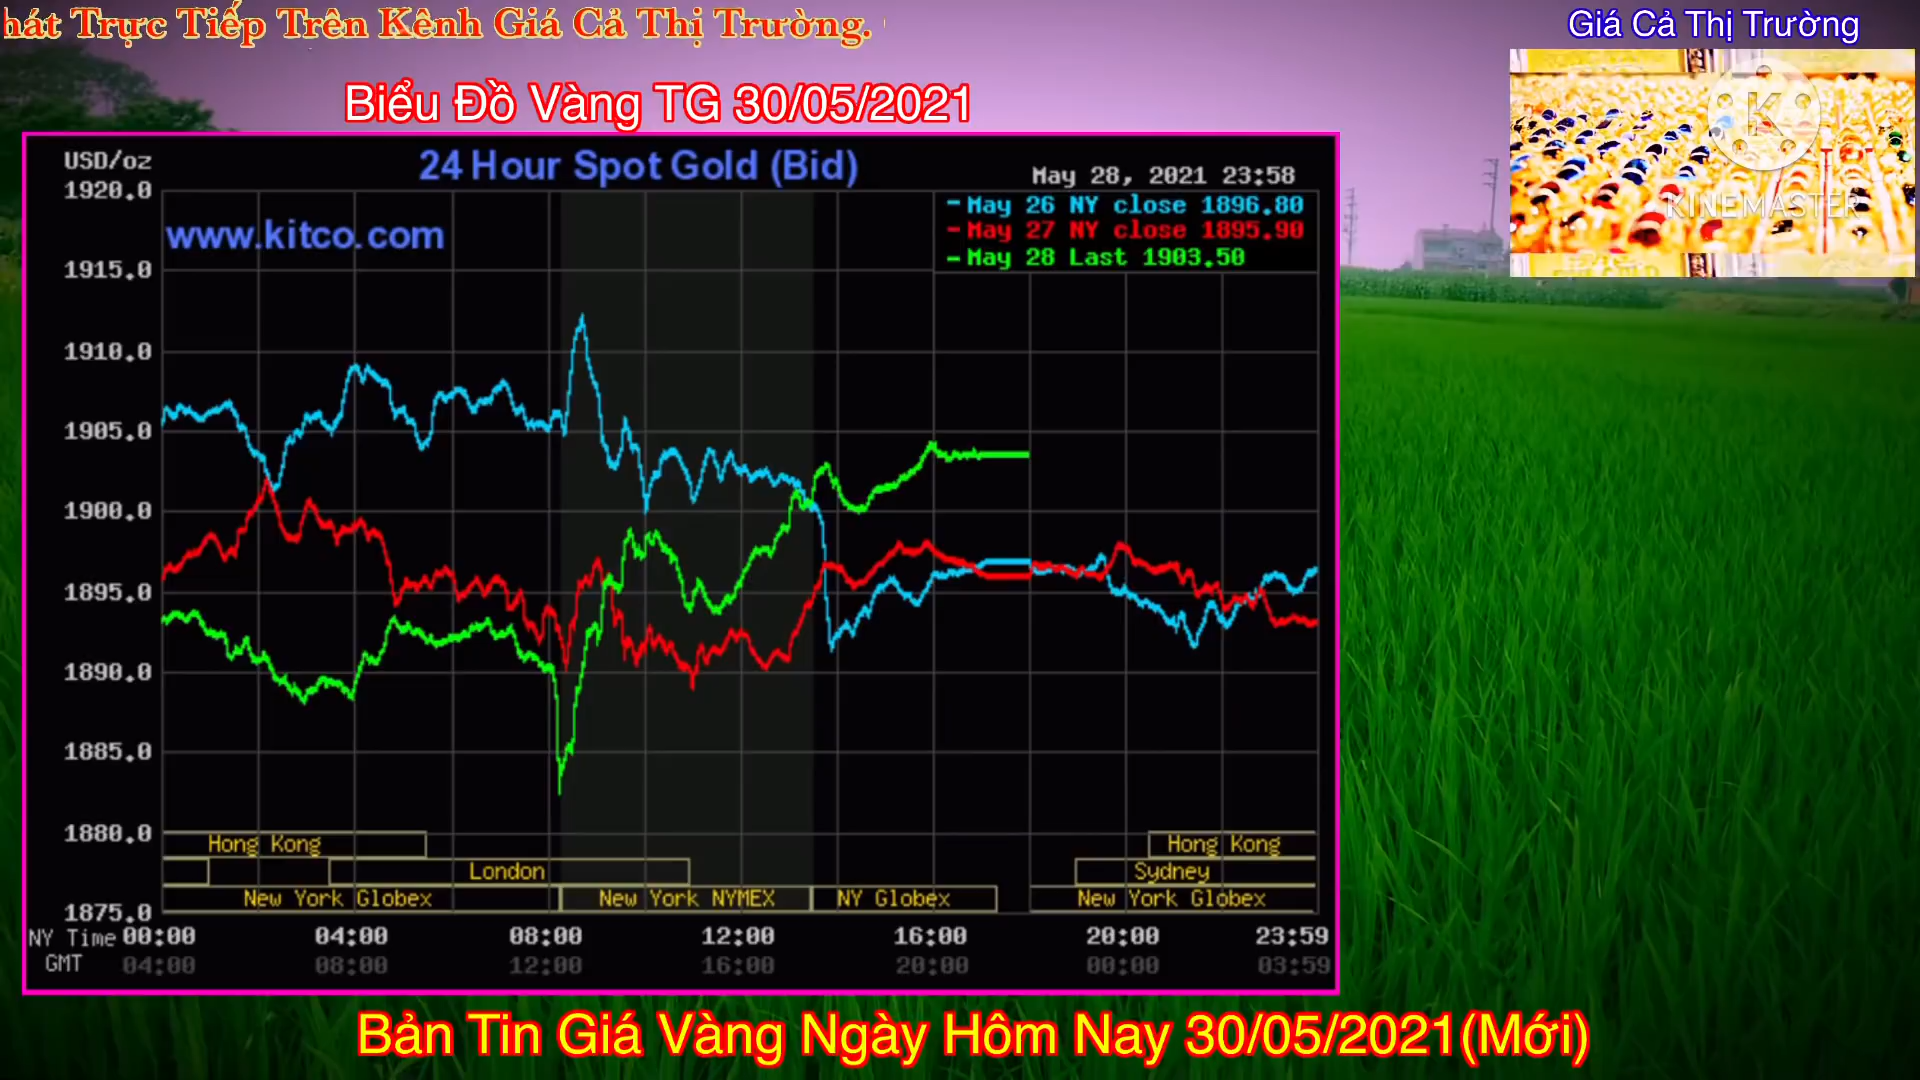 Trực Tiếp Trên Kênh Giá Cả Thị Trường.
Giá Cả Thị Trường
Biểu Đồ Vàng TG 30/05/2021
KINEMASTER
USD/oz
24 Hour Spot Gold (Bid)
May 28, 2021 23:58
www.kitco.com
May 26 NY close 1896.80
May 27 NY close 1895.90
May 28 Last 1903.50
1920.0
1915.0
1910.0
1905.0
1900.0
1895.0
1890.0
1885.0
1880.0
1875.0
Hong Kong
Hong Kong
London
Sydney
New York Globex
New York NYMEX
NY Globex
New York Globex
NY Time 00:00 04:00 08:00 12:00 16:00 20:00 23:59
GMT 04:00 08:00 12:00 16:00 20:00 00:00 03:59
Bản Tin Giá Vàng Ngày Hôm Nay 30/05/2021(Mới)